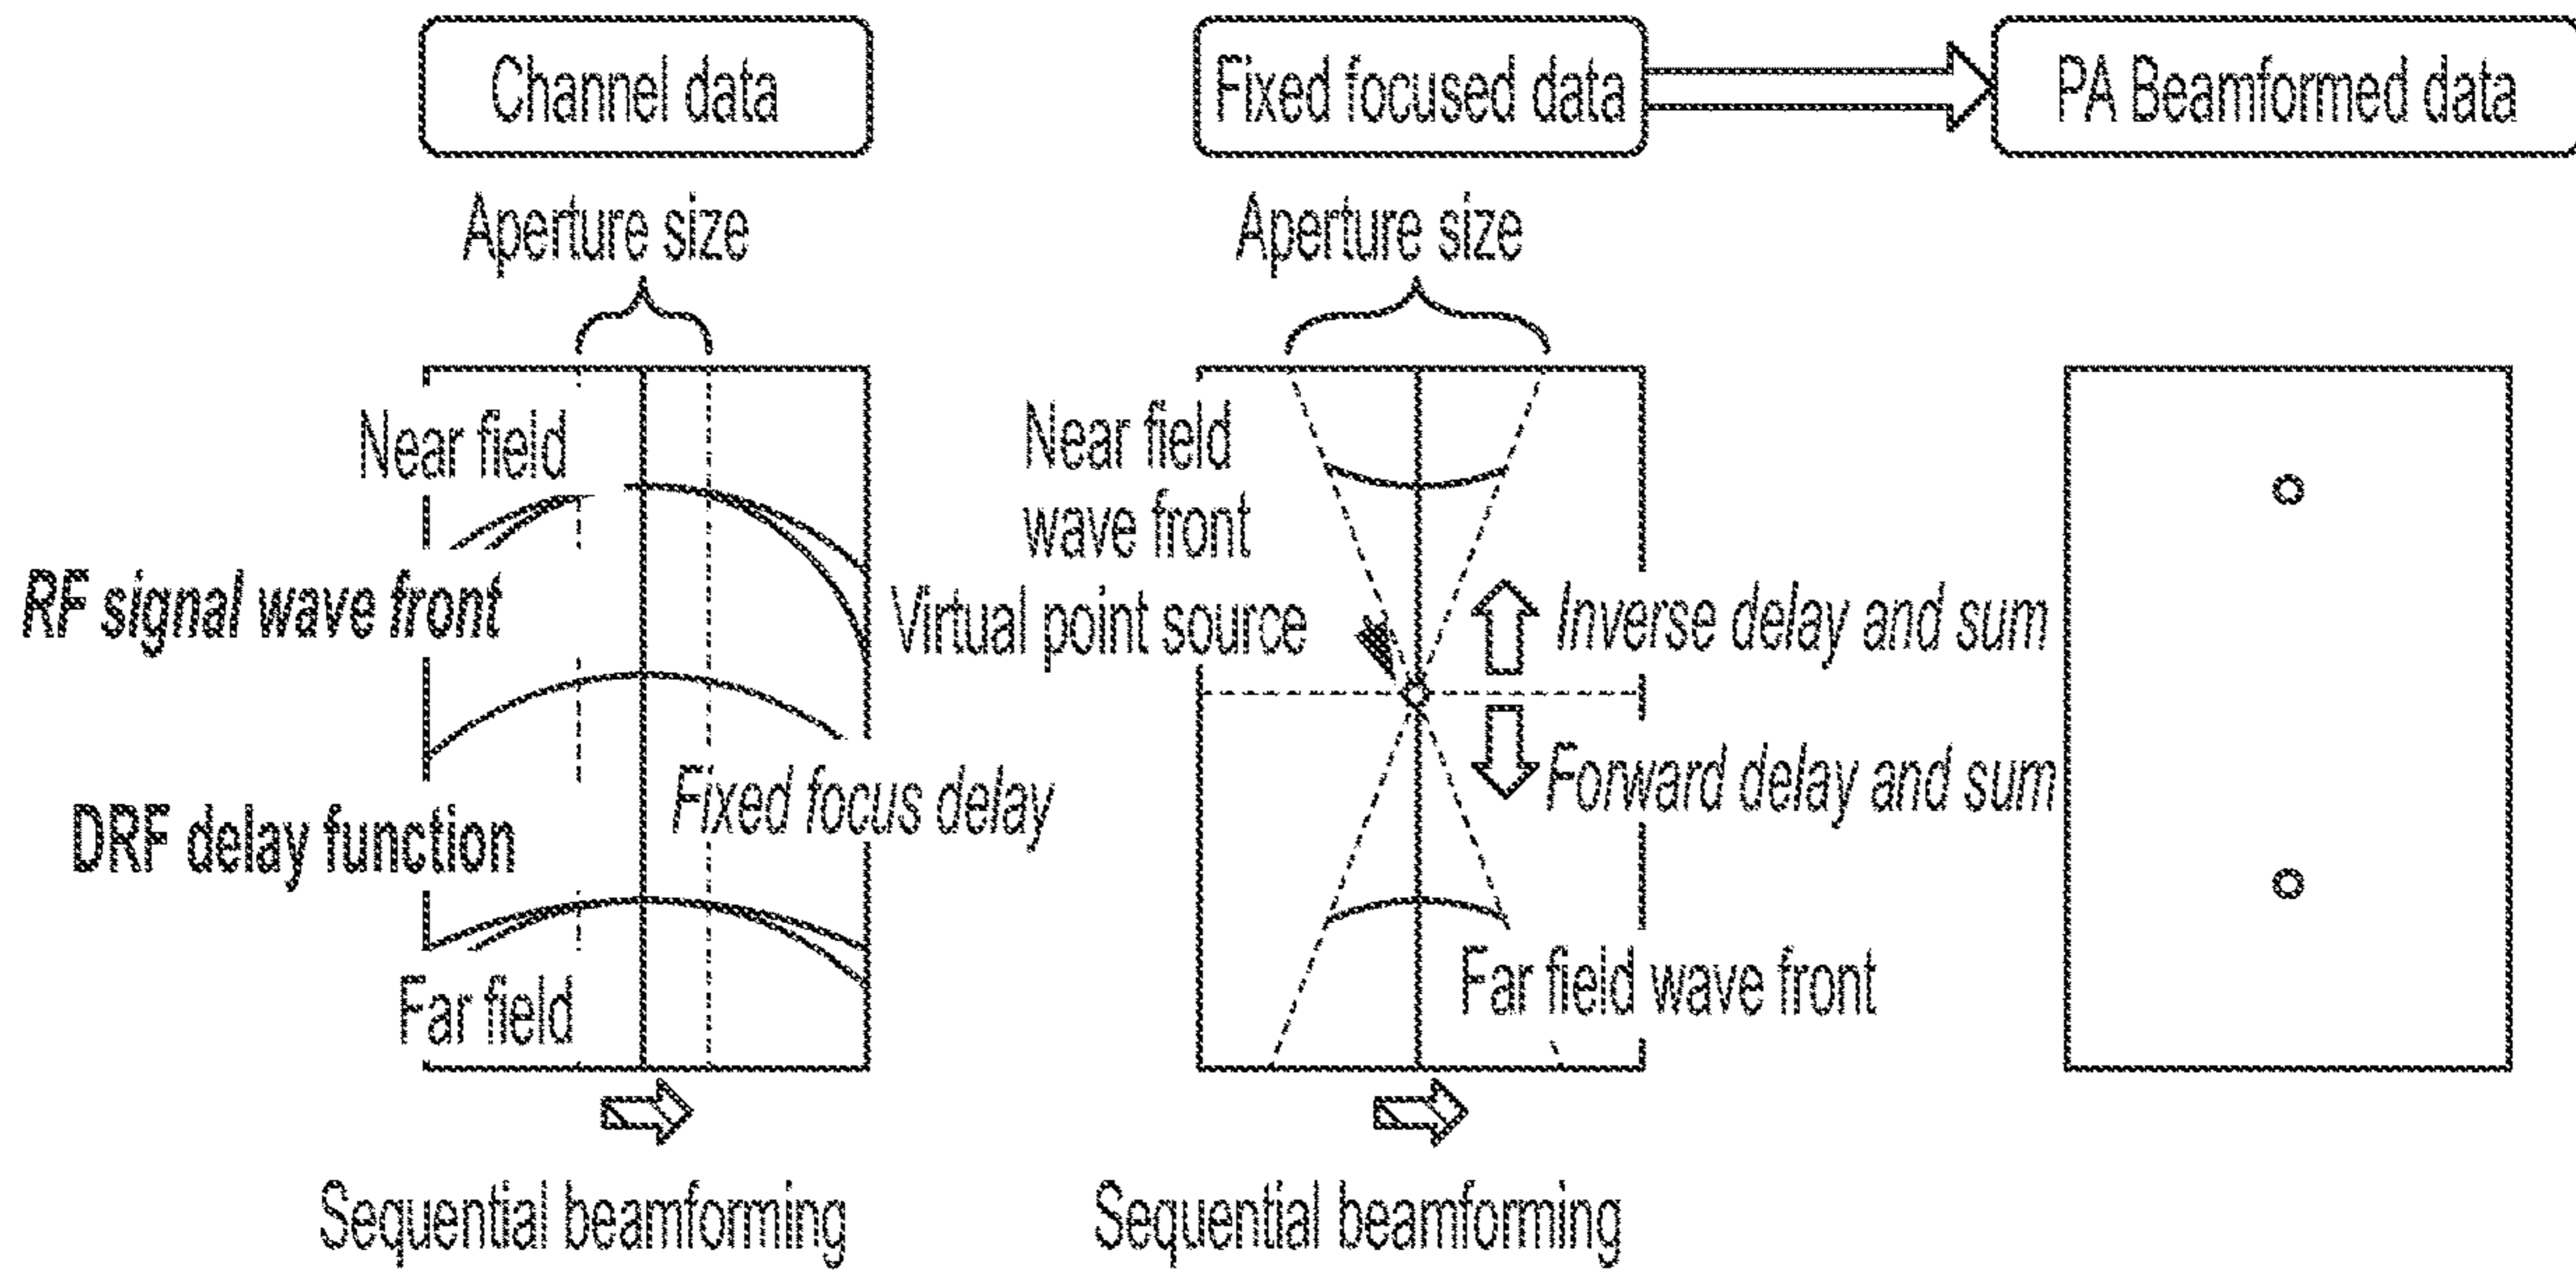 Channel data
Fixed focused data
PA Beamformed data
Aperture size
Aperture size
Near field
RF signal wave front
DRF delay function
Fixed focus delay
Far field
Sequential beamforming
Near field
wave front
Virtual point source
Inverse delay and sum
Forward delay and sum
Far field wave front
Sequential beamforming